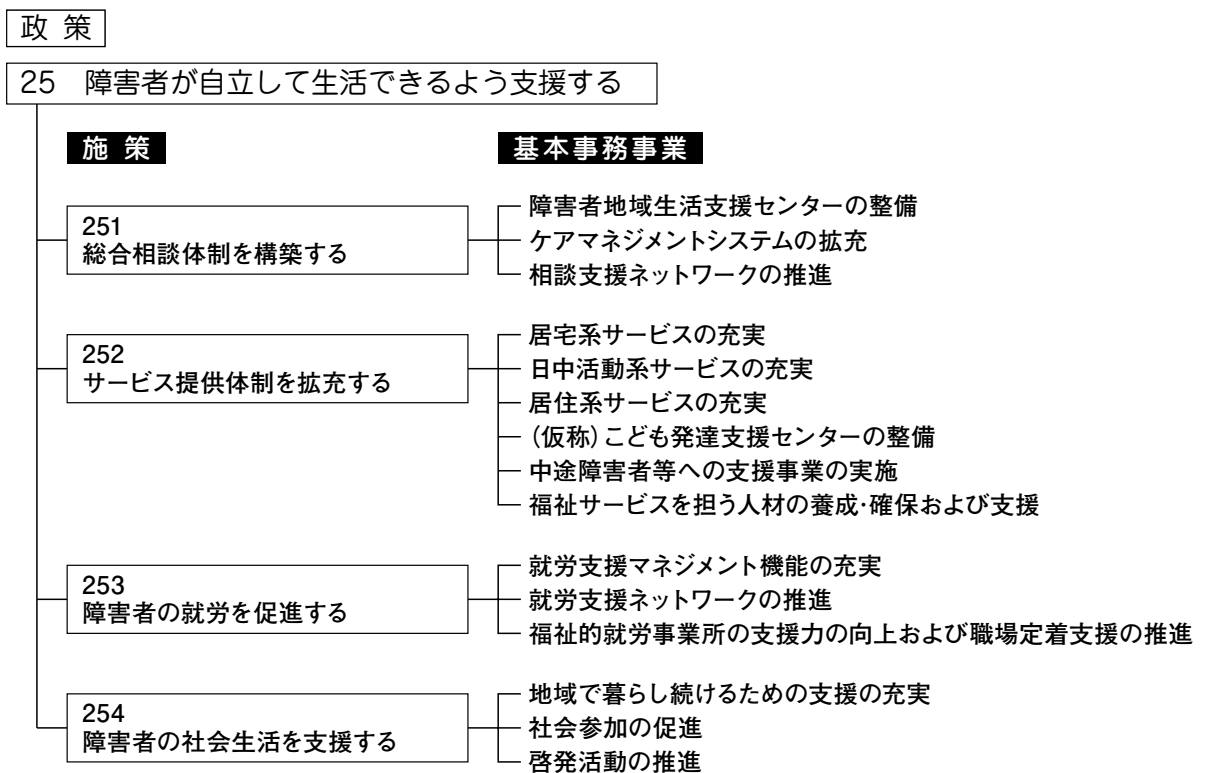 政 策
25 障害者が自立して生活できるよう支援する
施 策
基本事務事業
251
総合相談体制を構築する
障害者地域生活支援センターの整備
ケアマネジメントシステムの拡充
相談支援ネットワークの推進
252
サービス提供体制を拡充する
居宅系サービスの充実
日中活動系サービスの充実
居住系サービスの充実
（仮称）こども発達支援センターの整備
中途障害者等への支援事業の実施
福祉サービスを担う人材の養成・確保および支援
253
障害者の就労を促進する
就労支援マネジメント機能の充実
就労支援ネットワークの推進
福祉的就労事業所の支援力の向上および職場定着支援の推進
254
障害者の社会生活を支援する
地域で暮らし続けるための支援の充実
社会参加の促進
啓発活動の推進